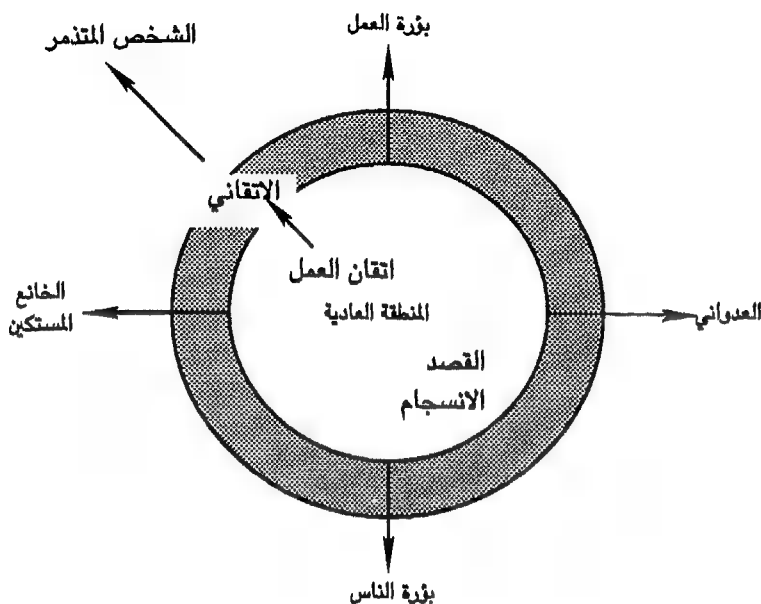 بؤرة العمل
الشخص المتذمر
الاتقاني
اتقان العمل
الخانع
المستكين
المنطقة العادية
العدواني
القصد
الانسجام
بؤرة الناس